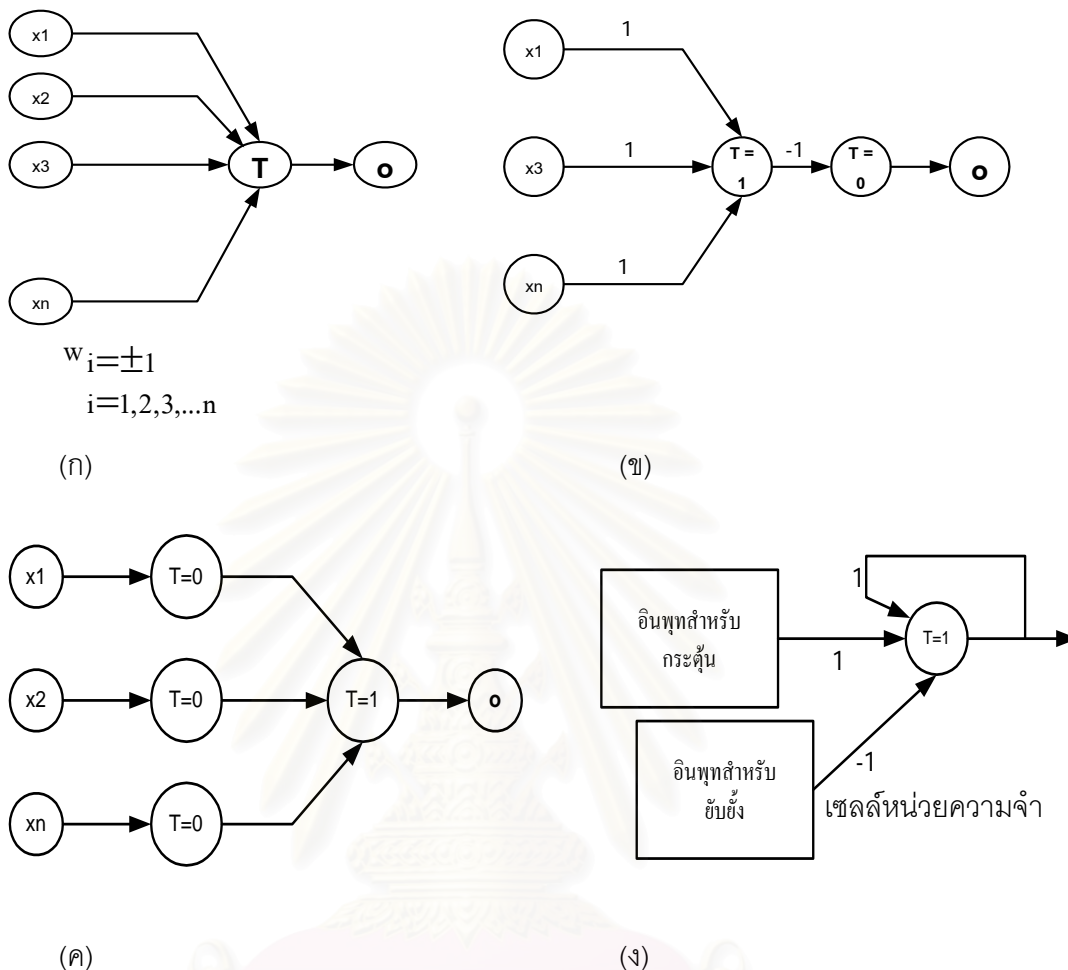 x1
x2
x3
xn
T
o
w i=±1
i=1,2,3,...n
(ก)
x1
1
x3
1
xn
1
T =
1
-1
T =
0
o
(ข)
x1
T=0
x2
T=0
T=1
o
xn
T=0
(ค)
อินพุทสำหรับ
กระตุ้น
1
1
T=1
อินพุทสำหรับ
ยับยั้ง
-1
เซลล์หน่วยความจำ
(ง)